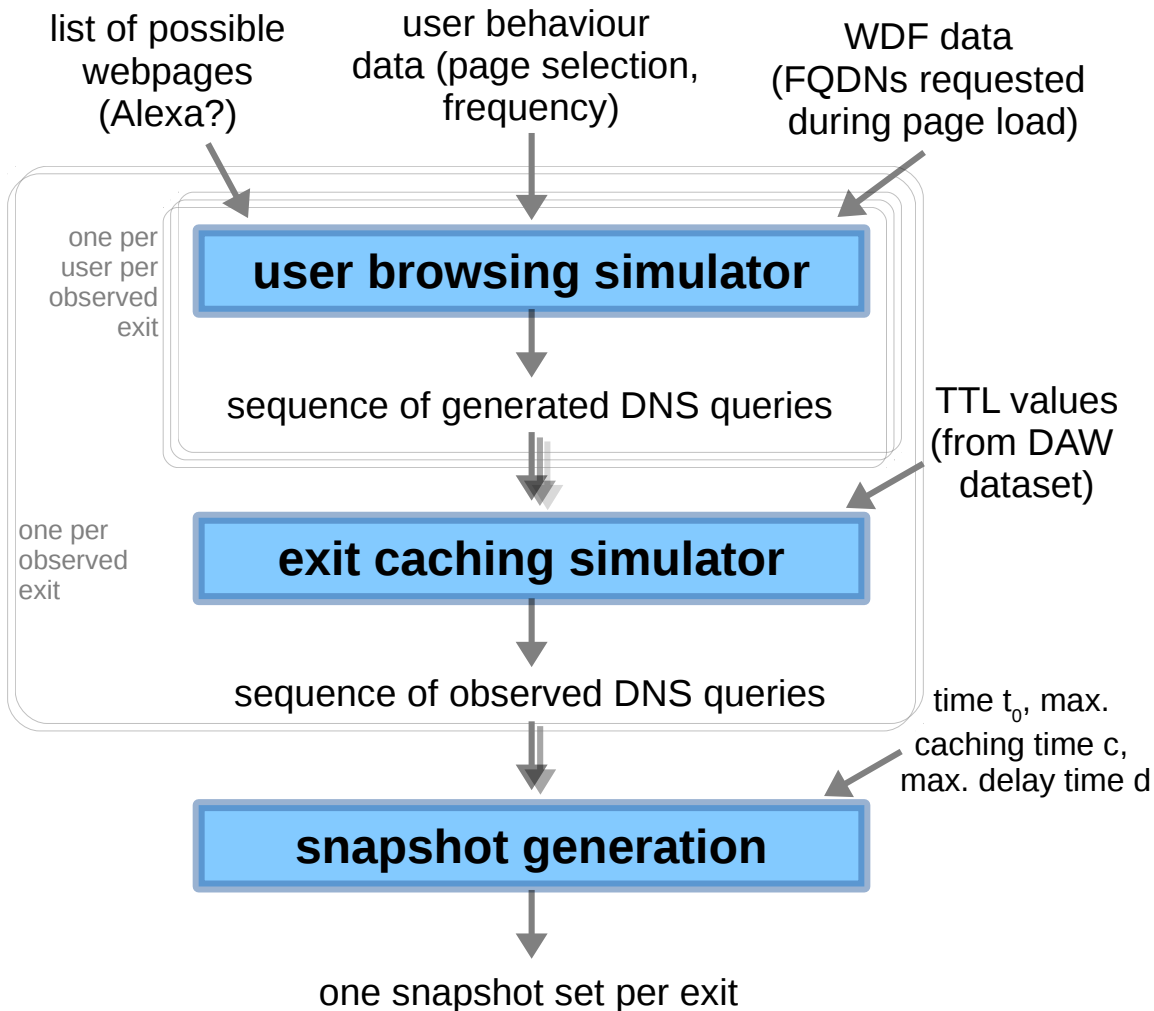 list of possible
webpages
(Alexa?)
user behaviour
data (page selection,
frequency)
WDF data
(FQDNs requested
during page load)
one per
user per
observed
exit
user browsing simulator
sequence of generated DNS queries
TTL values
(from DAW
dataset)
one per
observed
exit
exit caching simulator
sequence of observed DNS queries
time t₀, max.
caching time c,
max. delay time d
snapshot generation
one snapshot set per exit